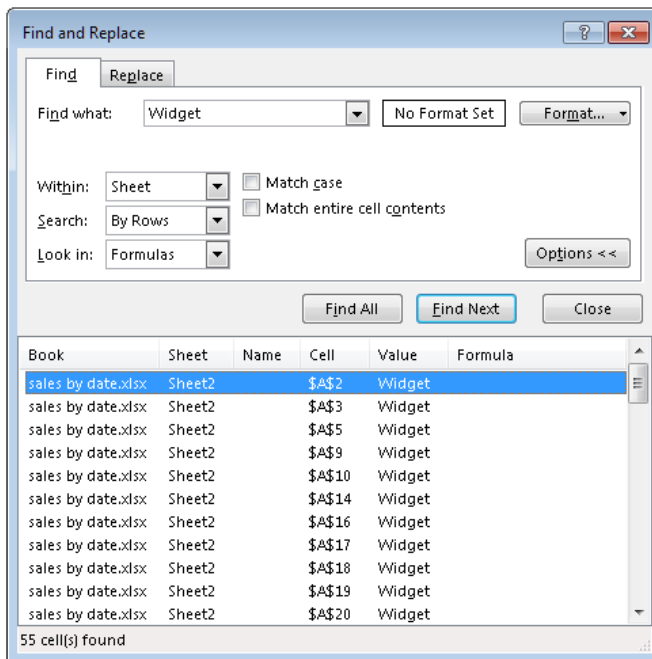 Find and Replace
Find Replace
Find what: Widget No Format Set Format...
Within: Sheet Match case
Match entire cell contents
Search: By Rows
Look in: Formulas Options <<
Find All Find Next Close
Book Sheet Name Cell Value Formula
sales by date.xlsx Sheet2 $A$2 Widget
sales by date.xlsx Sheet2 $A$3 Widget
sales by date.xlsx Sheet2 $A$5 Widget
sales by date.xlsx Sheet2 $A$9 Widget
sales by date.xlsx Sheet2 $A$10 Widget
sales by date.xlsx Sheet2 $A$14 Widget
sales by date.xlsx Sheet2 $A$16 Widget
sales by date.xlsx Sheet2 $A$17 Widget
sales by date.xlsx Sheet2 $A$18 Widget
sales by date.xlsx Sheet2 $A$19 Widget
sales by date.xlsx Sheet2 $A$20 Widget
55 cell(s) found